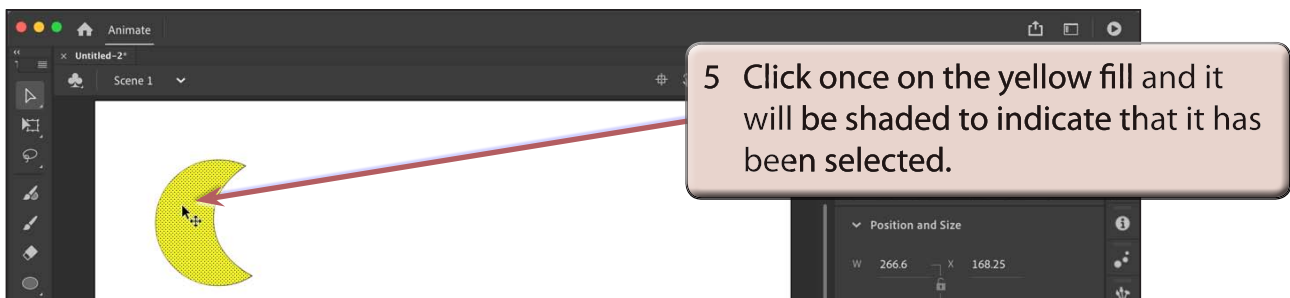 Animate
× Untitled-2*
Scene 1
5 Click once on the yellow fill and it
will be shaded to indicate that it has
been selected.
Position and Size
W 266.6 X 168.25